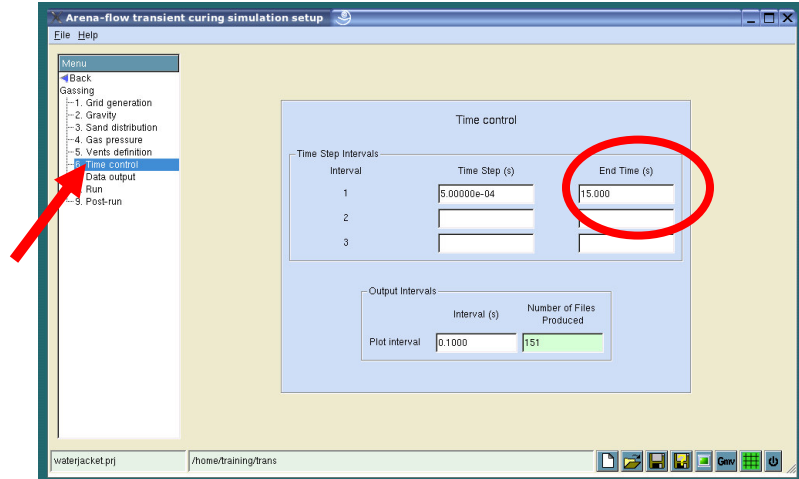 Arena-flow transient curing simulation setup
File Help
Menu
Back
Gassing
1. Grid generation
2. Gravity
3. Sand distribution
4. Gas pressure
5. Vents definition
6. Time control
Data output
Run
9. Post-run
Time control
Time Step Intervals
Interval Time Step (s) End Time (s)
1 5.00000e-04 15.000
2
3
Output Intervals
Interval (s) Number of Files
Produced
Plot interval 0.1000 151
waterjacket.prj /home/training/trans
Gmv